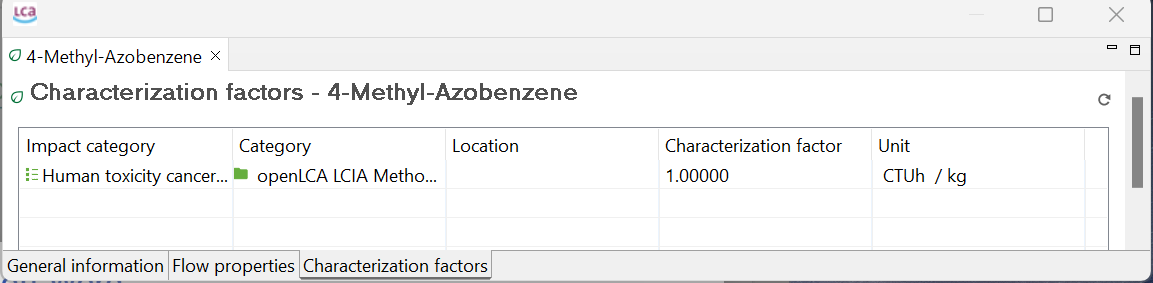 LCA
4-Methyl-Azobenzene
Characterization factors - 4-Methyl-Azobenzene
Impact category Category Location Characterization factor Unit
Human toxicity cancer... openLCA LCIA Metho... 1.00000 CTUh / kg
General information Flow properties Characterization factors